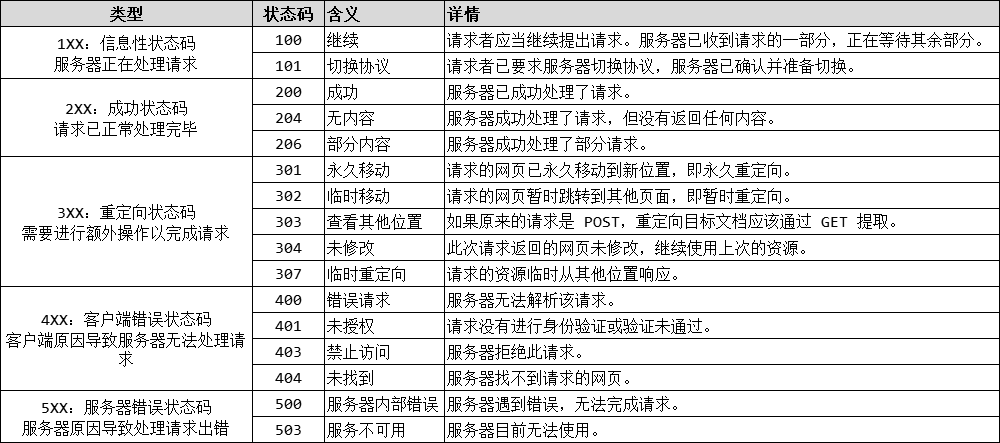 类型 状态码 含义 详情
1XX：信息性状态码
服务器正在处理请求
100 继续 请求者应当继续提出请求。服务器已收到请求的一部分，正在等待其余部分。
101 切换协议 请求者已要求服务器切换协议，服务器已确认并准备切换。
2XX：成功状态码
请求已正常处理完毕
200 成功 服务器已成功处理了请求。
204 无内容 服务器成功处理了请求，但没有返回任何内容。
206 部分内容 服务器成功处理了部分请求。
3XX：重定向状态码
需要进行额外操作以完成请求
301 永久移动 请求的网页已永久移动到新位置，即永久重定向。
302 临时移动 请求的网页暂时跳转到其他页面，即暂时重定向。
303 查看其他位置 如果原来的请求是 POST，重定向目标文档应该通过 GET 提取。
304 未修改 此次请求返回的网页未修改，继续使用上次的资源。
307 临时重定向 请求的资源临时从其他位置响应。
4XX：客户端错误状态码
客户端原因导致服务器无法处理请
求
400 错误请求 服务器无法解析该请求。
401 未授权 请求没有进行身份验证或验证未通过。
403 禁止访问 服务器拒绝此请求。
404 未找到 服务器找不到请求的网页。
5XX：服务器错误状态码
服务器原因导致处理请求出错
500 服务器内部错误 服务器遇到错误，无法完成请求。
503 服务不可用 服务器目前无法使用。